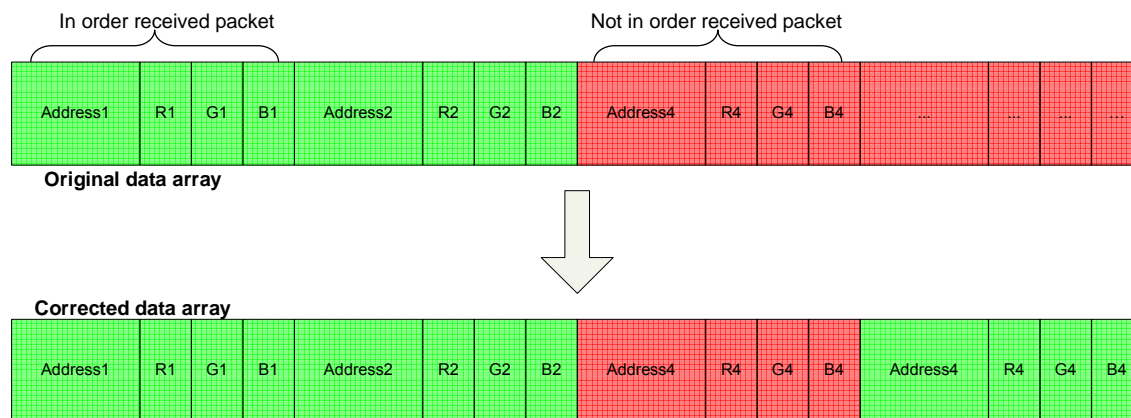 In order received packet Not in order received packet
Address1 R1 G1 B1 Address2 R2 G2 B2 Address4 R4 G4 B4 ... ... ... ...
Original data array
Corrected data array
Address1 R1 G1 B1 Address2 R2 G2 B2 Address4 R4 G4 B4 Address4 R4 G4 B4